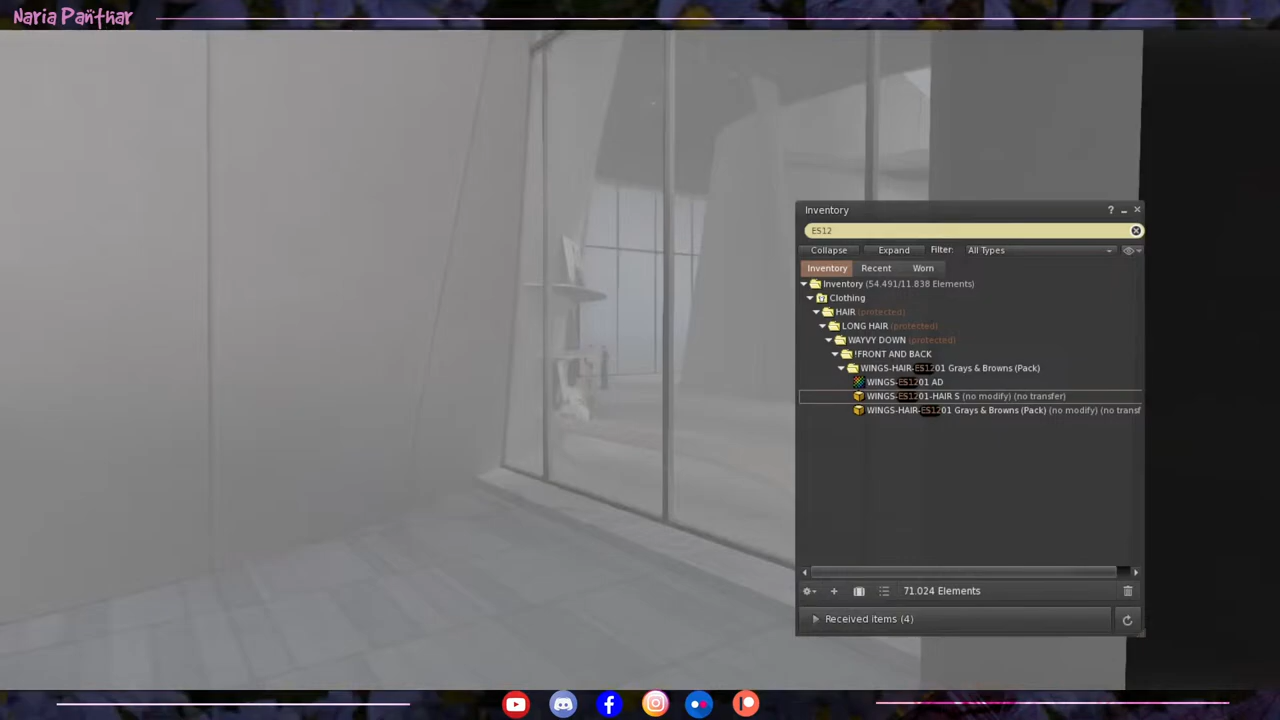 Naria Panthar
Inventory
?
ES12
Collapse Expand Filter: All Types
Inventory Recent Worn
Inventory (54.491/11.838 Elements)
Clothing
HAIR (protected)
LONG HAIR (protected)
WAYVY DOWN (protected)
!FRONT AND BACK
WINGS-HAIR-ES1201 Grays & Browns (Pack)
WINGS-ES1201 AD
WINGS-ES1201-HAIR S (no modify) (no transfer)
WINGS-HAIR-ES1201 Grays & Browns (Pack) (no modify) (no transf
71.024 Elements
Received items (4)